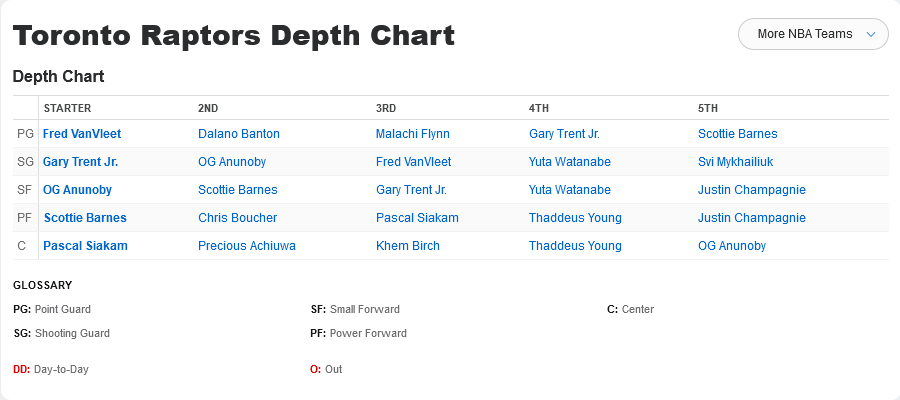 Toronto Raptors Depth Chart
More NBA Teams
Depth Chart
STARTER 2ND 3RD 4TH 5TH
PG Fred VanVleet Dalano Banton Malachi Flynn Gary Trent Jr. Scottie Barnes
SG Gary Trent Jr. OG Anunoby Fred VanVleet Yuta Watanabe Svi Mykhailiuk
SF OG Anunoby Scottie Barnes Gary Trent Jr. Yuta Watanabe Justin Champagnie
PF Scottie Barnes Chris Boucher Pascal Siakam Thaddeus Young Justin Champagnie
C Pascal Siakam Precious Achiuwa Khem Birch Thaddeus Young OG Anunoby
GLOSSARY
PG: Point Guard SF: Small Forward C: Center
SG: Shooting Guard PF: Power Forward
DD: Day-to-Day O: Out